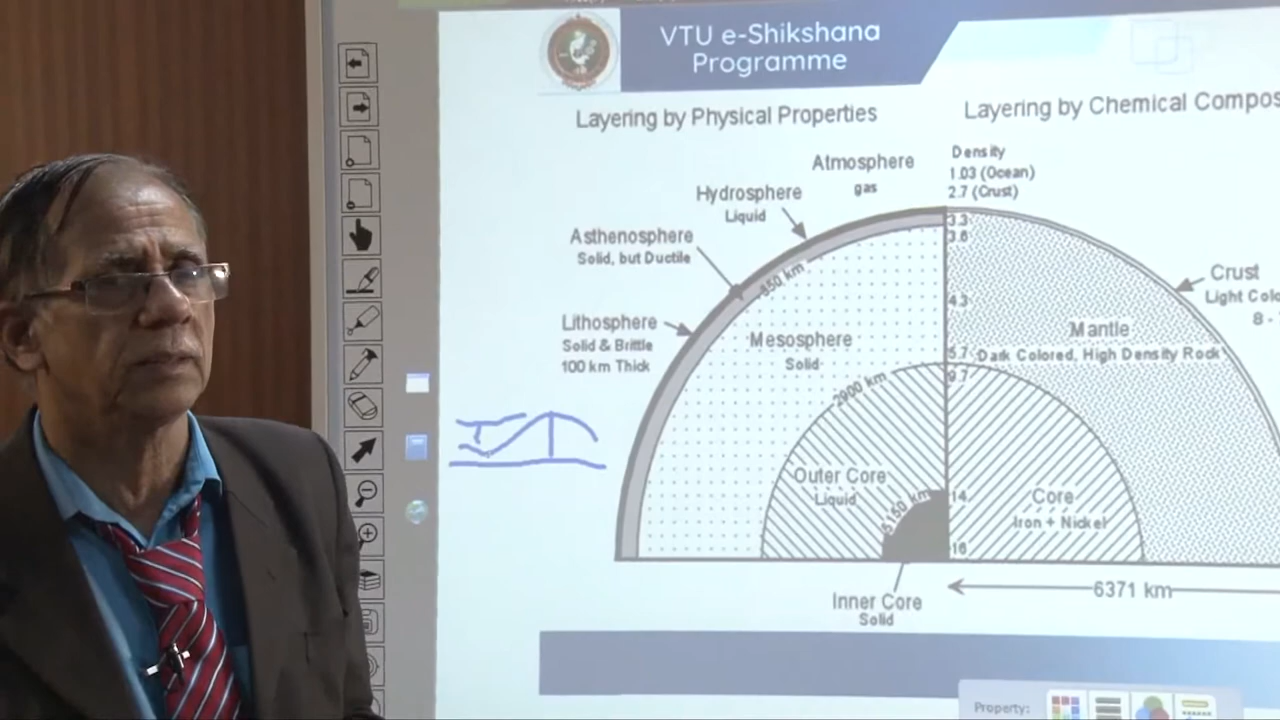 VTU e-Shikshana
Programme
Layering by Physical Properties
Layering by Chemical Compos
Atmosphere
gas
Density
1.03 (Ocean)
2.7 (Crust)
Hydrosphere
Liquid
3.3
3.6
Asthenosphere
Solid, but Ductile
350 km
Crust
Light Colo
8 -
4.3
Lithosphere
Solid & Brittle
100 km Thick
Mesosphere
Solid
Mantle
Dark Colored, High Density Rock
5.7
9.7
2900 km
Outer Core
Liquid
5150 km
14
Core
Iron + Nickel
16
6371 km
Inner Core
Solid
Property: